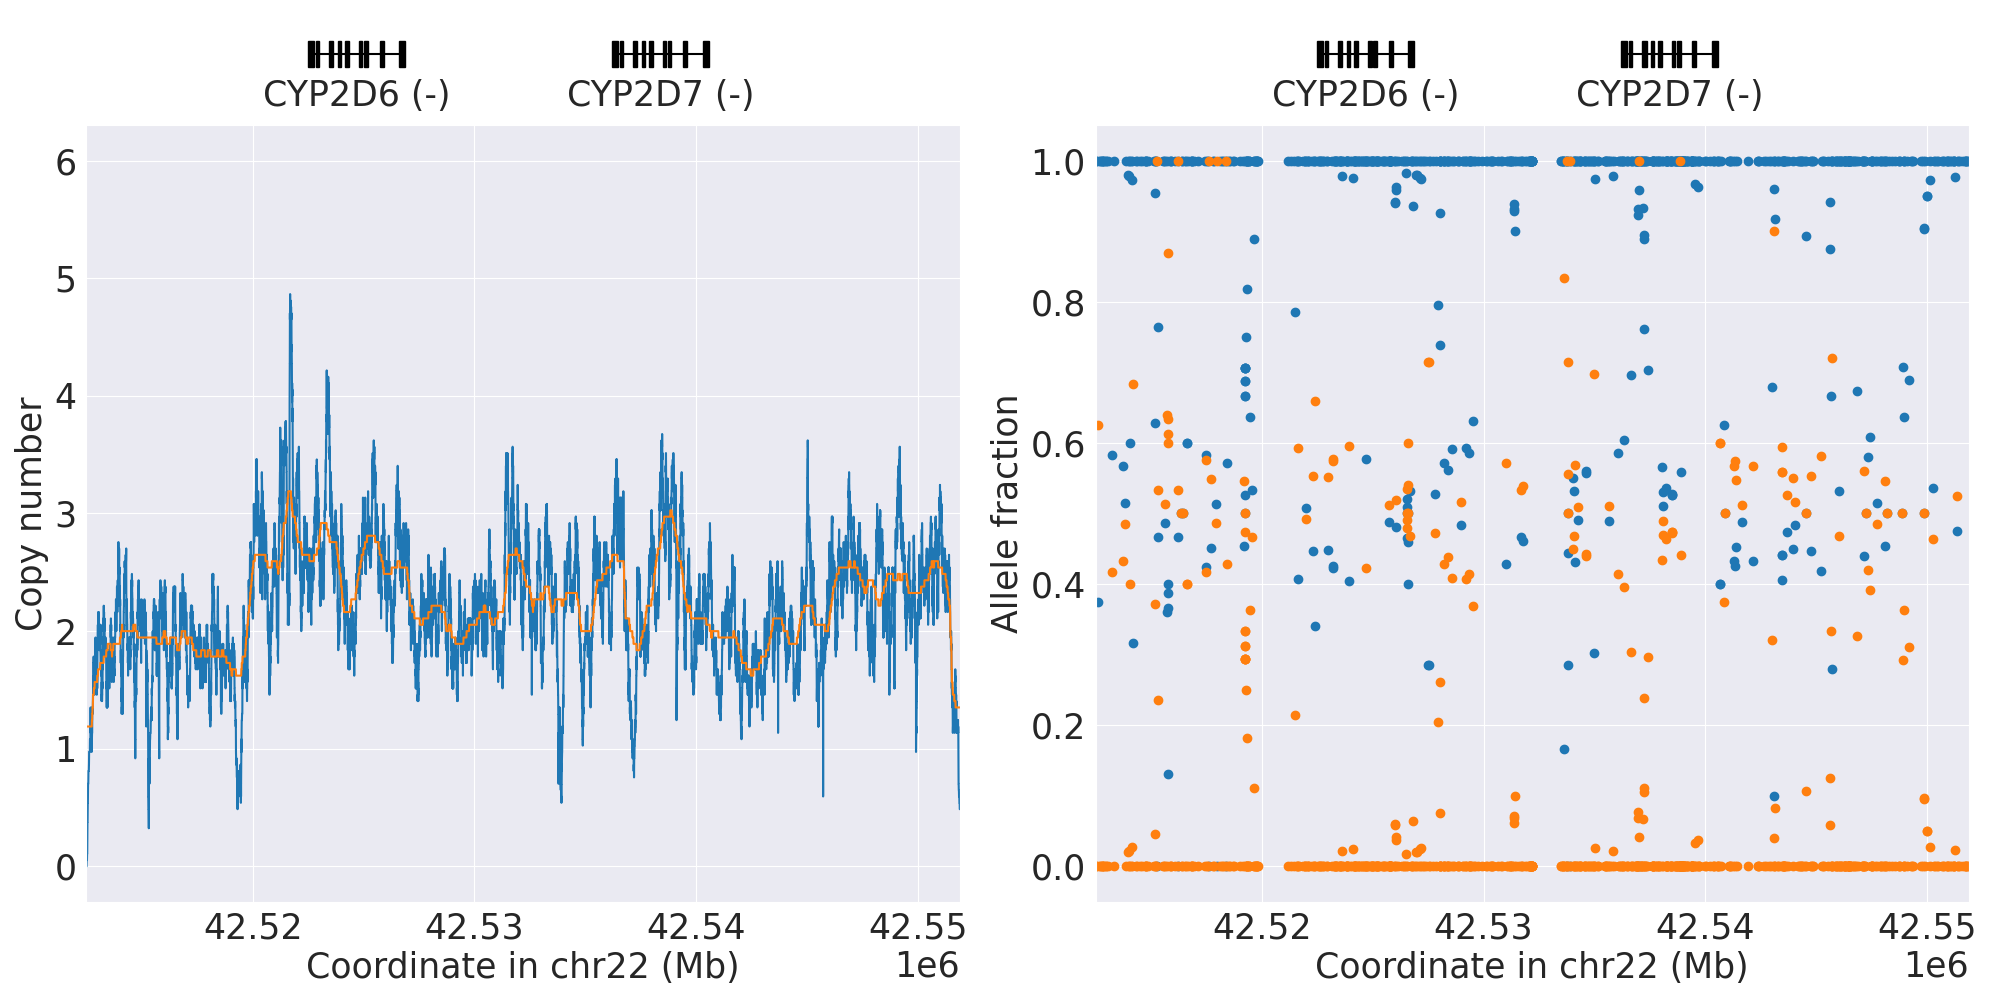 CYP2D6 (-) CYP2D7 (-)
CYP2D6 (-) CYP2D7 (-)
Copy number
6
5
4
3
2
1
0
42.52 42.53 42.54 42.55
Coordinate in chr22 (Mb) 1e6
Allele fraction
1.0
0.8
0.6
0.4
0.2
0.0
42.52 42.53 42.54 42.55
Coordinate in chr22 (Mb) 1e6